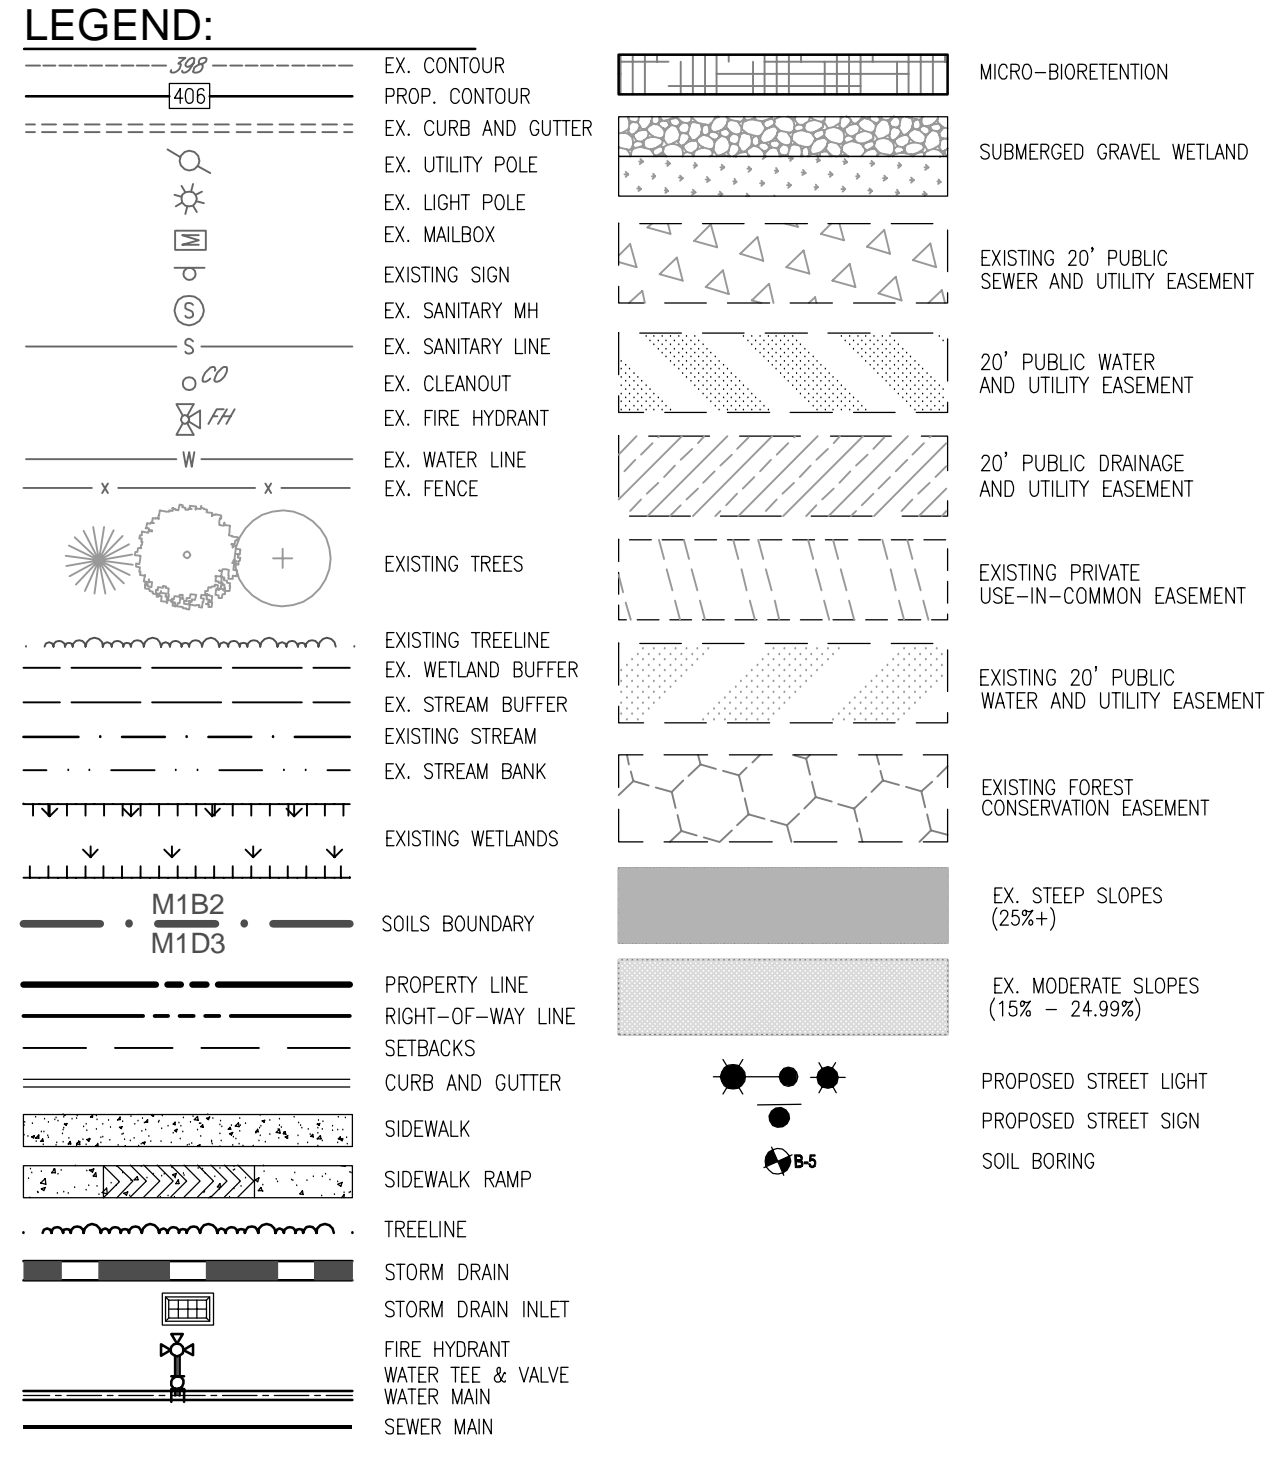 LEGEND:
398
EX. CONTOUR
406
PROP. CONTOUR
EX. CURB AND GUTTER
EX. UTILITY POLE
EX. LIGHT POLE
M
EX. MAILBOX
EXISTING SIGN
S
EX. SANITARY MH
S
EX. SANITARY LINE
CO
EX. CLEANOUT
FH
EX. FIRE HYDRANT
W
EX. WATER LINE
x x
EX. FENCE
EXISTING TREES
EXISTING TREELINE
EX. WETLAND BUFFER
EX. STREAM BUFFER
EXISTING STREAM
EX. STREAM BANK
EXISTING WETLANDS
M1B2
M1D3
SOILS BOUNDARY
PROPERTY LINE
RIGHT-OF-WAY LINE
SETBACKS
CURB AND GUTTER
SIDEWALK
SIDEWALK RAMP
TREELINE
STORM DRAIN
STORM DRAIN INLET
FIRE HYDRANT
WATER TEE & VALVE
WATER MAIN
SEWER MAIN
MICRO-BIORETENTION
SUBMERGED GRAVEL WETLAND
EXISTING 20' PUBLIC
SEWER AND UTILITY EASEMENT
20' PUBLIC WATER
AND UTILITY EASEMENT
20' PUBLIC DRAINAGE
AND UTILITY EASEMENT
EXISTING PRIVATE
USE-IN-COMMON EASEMENT
EXISTING 20' PUBLIC
WATER AND UTILITY EASEMENT
EXISTING FOREST
CONSERVATION EASEMENT
EX. STEEP SLOPES
(25%+)
EX. MODERATE SLOPES
(15% - 24.99%)
PROPOSED STREET LIGHT
PROPOSED STREET SIGN
B-5
SOIL BORING